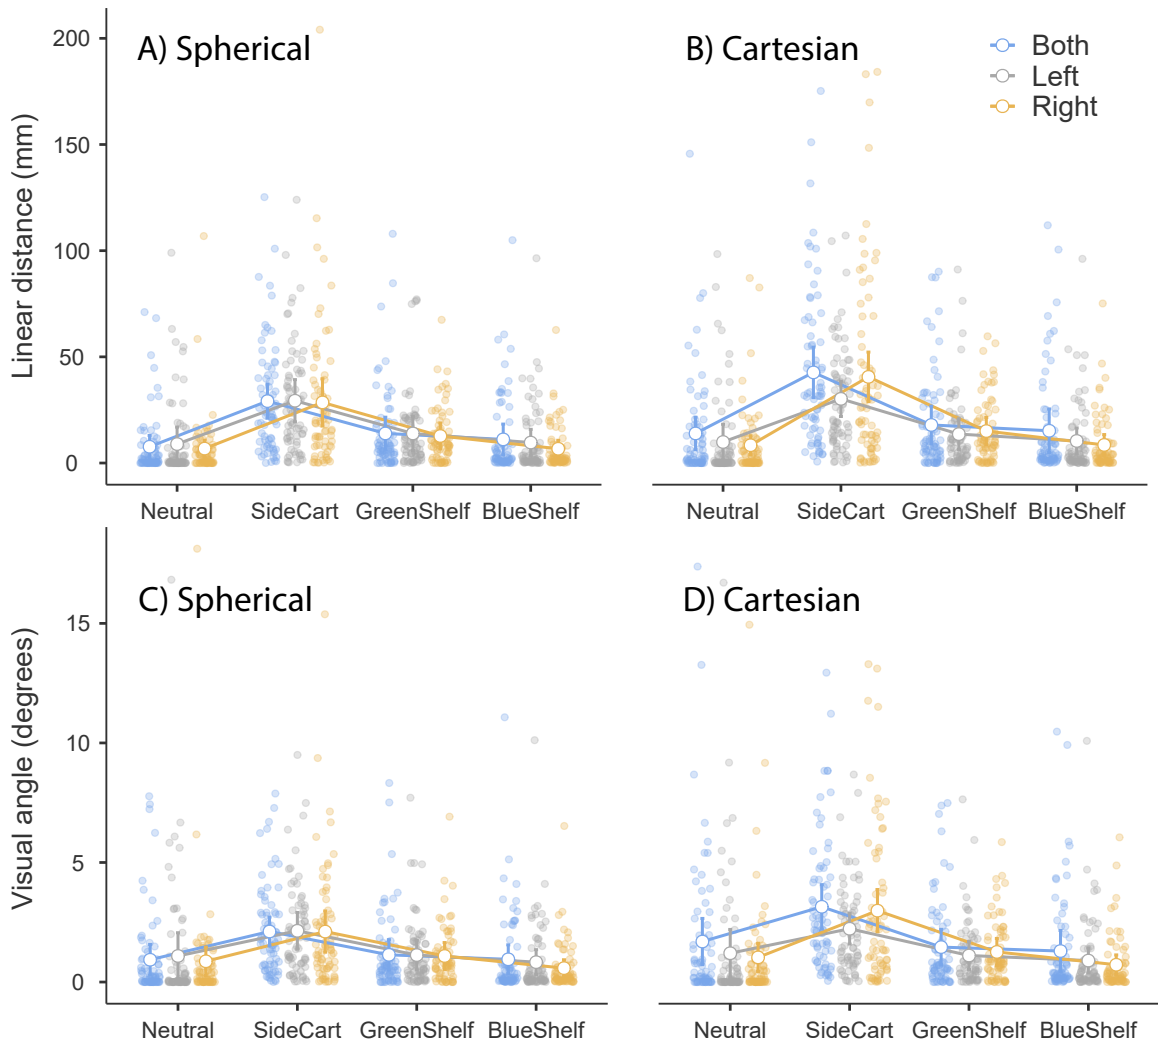 A) Spherical
B) Cartesian
Both
Left
Right
Linear distance (mm)
200
150
100
50
0
Neutral SideCart GreenShelf BlueShelf
Neutral SideCart GreenShelf BlueShelf
C) Spherical
D) Cartesian
Visual angle (degrees)
15
10
5
0
Neutral SideCart GreenShelf BlueShelf
Neutral SideCart GreenShelf BlueShelf